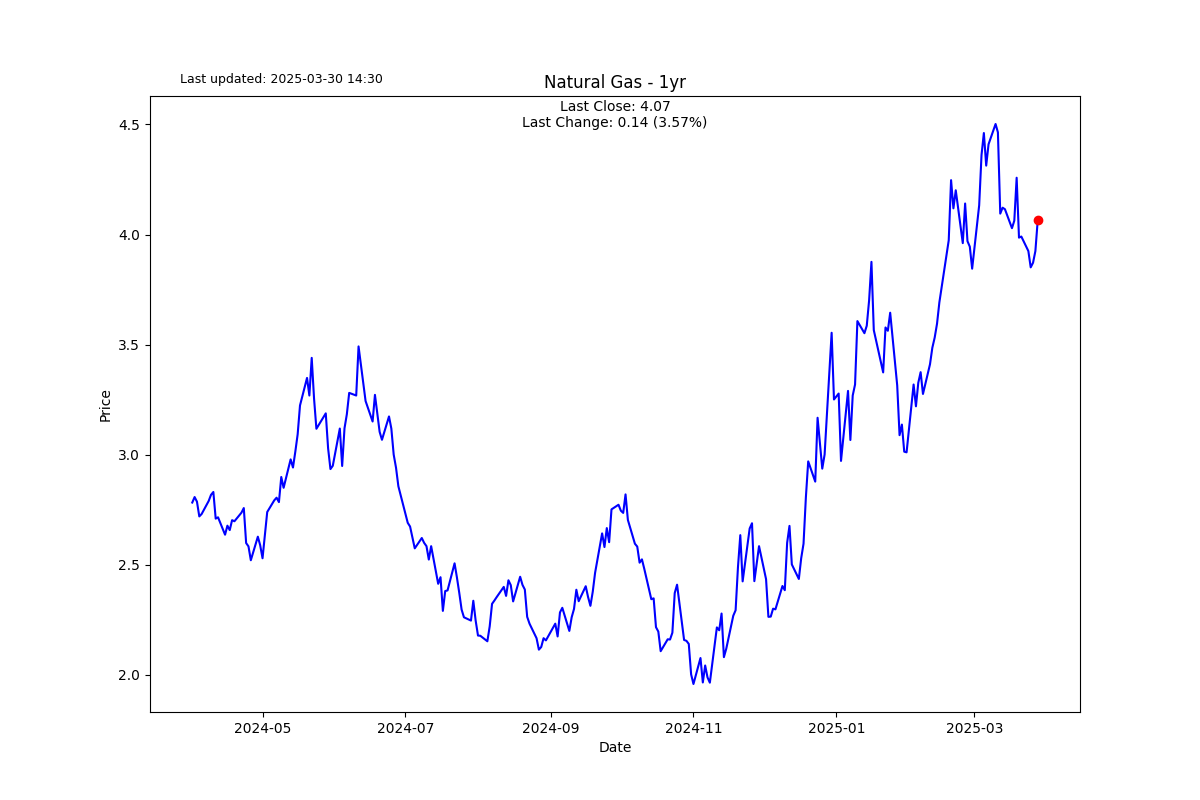 Last updated: 2025-03-30 14:30
Natural Gas - 1yr
Last Close: 4.07
Last Change: 0.14 (3.57%)
4.5
4.0
3.5
3.0
2.5
2.0
Price
2024-05
2024-07
2024-09
2024-11
2025-01
2025-03
Date